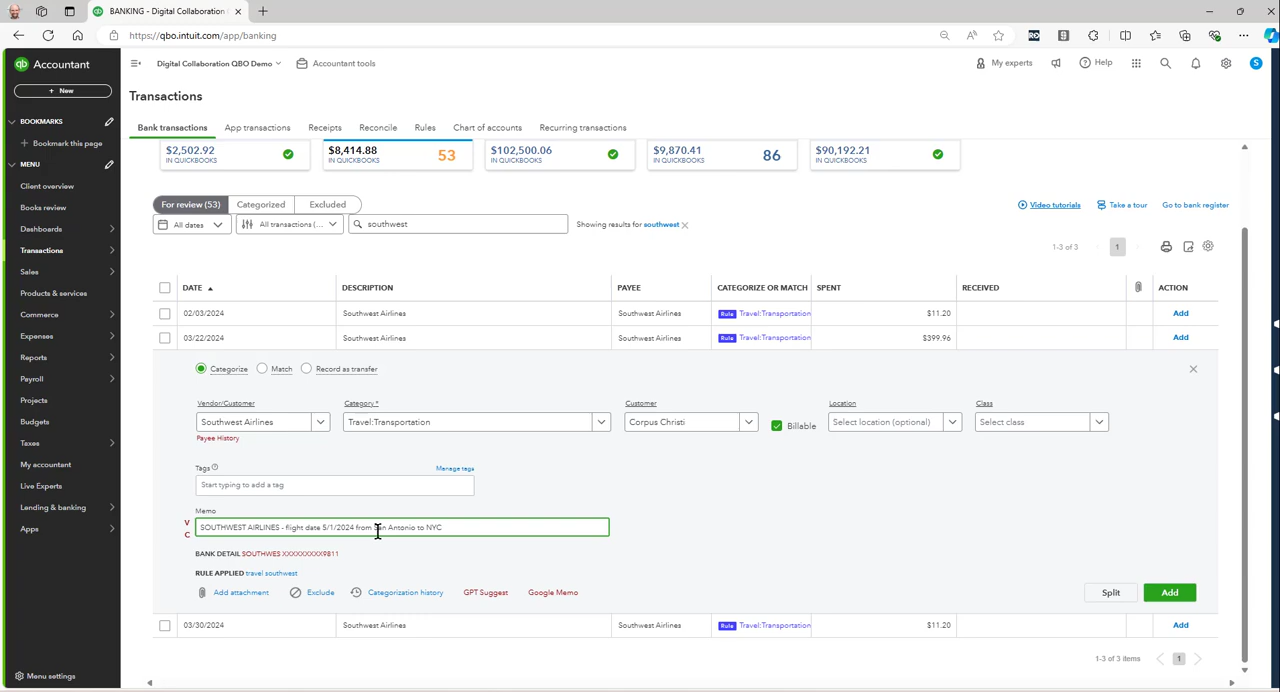 BANKING - Digital Collaboration
https://qbo.intuit.com/app/banking
qb Accountant
Digital Collaboration QBO Demo
Accountant tools
My experts
Help
S
+ New
Transactions
BOOKMARKS
Bank transactions
App transactions
Receipts
Reconcile
Rules
Chart of accounts
Recurring transactions
+ Bookmark this page
$2,502.92
IN QUICKBOOKS
$8,414.88
IN QUICKBOOKS
53
$102,500.06
IN QUICKBOOKS
$9,870.41
IN QUICKBOOKS
86
$90,192.21
IN QUICKBOOKS
MENU
Client overview
Books review
Dashboards
Transactions
Sales
Products & services
Commerce
Expenses
Reports
Payroll
Projects
Budgets
Taxes
My accountant
Live Experts
Lending & banking
Apps
Menu settings
For review (53)
Categorized
Excluded
Video tutorials
Take a tour
Go to bank register
All dates
All transactions (...
southwest
Showing results for southwest
1-3 of 3
1
DATE
DESCRIPTION
PAYEE
CATEGORIZE OR MATCH
SPENT
RECEIVED
ACTION
02/03/2024
Southwest Airlines
Southwest Airlines
Rule Travel:Transportation
$11.20
Add
03/22/2024
Southwest Airlines
Southwest Airlines
Rule Travel:Transportation
$399.96
Add
Categorize
Match
Record as transfer
Vendor/Customer
Category *
Customer
Location
Class
Southwest Airlines
Travel:Transportation
Corpus Christi
Billable
Select location (optional)
Select class
Payee History
Tags
Manage tags
Start typing to add a tag
Memo
V
C
SOUTHWEST AIRLINES - flight date 5/1/2024 from San Antonio to NYC
BANK DETAIL SOUTHWES XXXXXXXXX9811
RULE APPLIED travel southwest
Add attachment
Exclude
Categorization history
GPT Suggest
Google Memo
Split
Add
03/30/2024
Southwest Airlines
Southwest Airlines
Rule Travel:Transportation
$11.20
Add
1-3 of 3 items
1